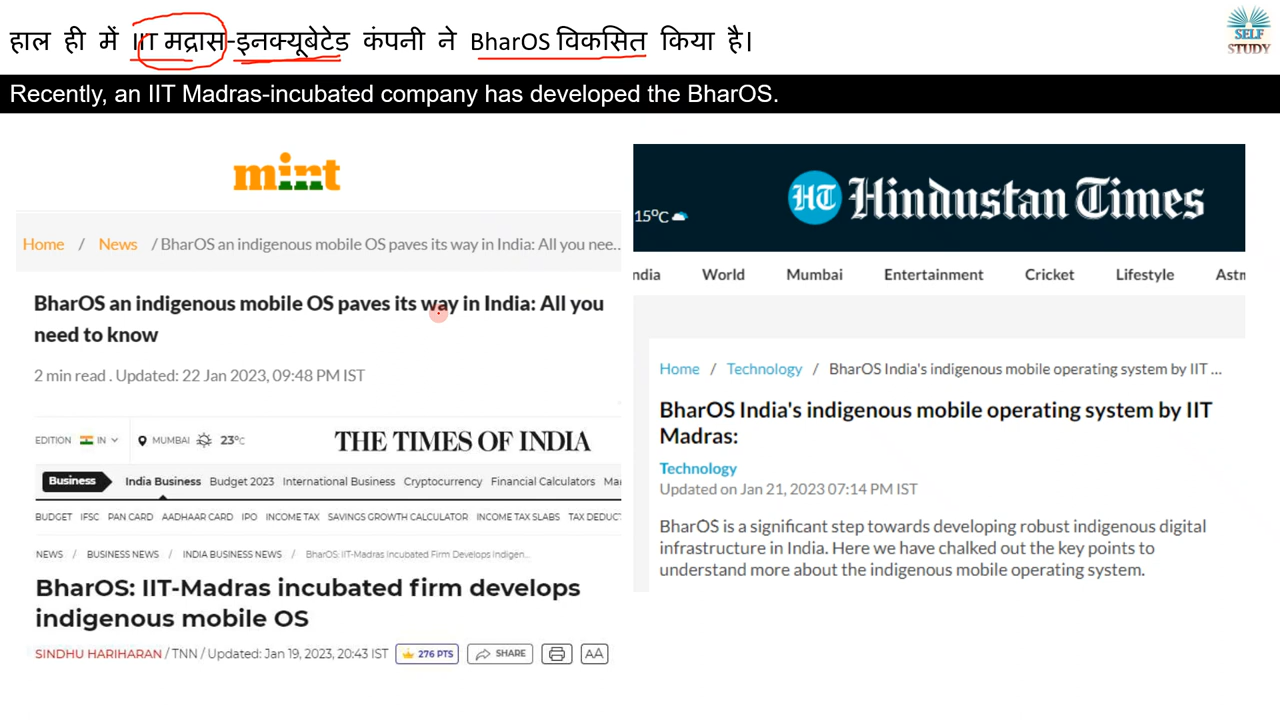 हाल ही में IIT मद्रास-इनक्यूबेटेड कंपनी ने BharOS विकसित किया है।
SELF
STUDY
Recently, an IIT Madras-incubated company has developed the BharOS.
mint
Home / News / BharOS an indigenous mobile OS paves its way in India: All you nee..
BharOS an indigenous mobile OS paves its way in India: All you
need to know
2 min read . Updated: 22 Jan 2023, 09:48 PM IST
EDITION IN MUMBAI 23°C THE TIMES OF INDIA
Business India Business Budget 2023 International Business Cryptocurrency Financial Calculators Ma
BUDGET IFSC PAN CARD AADHAAR CARD IPO INCOME TAX SAVINGS GROWTH CALCULATOR INCOME TAX SLABS TAX DEDUC
NEWS / BUSINESS NEWS / INDIA BUSINESS NEWS / BharOS: IIT-Madras Incubated Firm Develops Indigen...
BharOS: IIT-Madras incubated firm develops
indigenous mobile OS
SINDHU HARIHARAN / TNN / Updated: Jan 19, 2023, 20:43 IST 276 PTS SHARE AA
15°C HT Hindustan Times
ndia World Mumbai Entertainment Cricket Lifestyle Astr
Home / Technology / BharOS India's indigenous mobile operating system by IIT ...
BharOS India's indigenous mobile operating system by IIT
Madras:
Technology
Updated on Jan 21, 2023 07:14 PM IST
BharOS is a significant step towards developing robust indigenous digital
infrastructure in India. Here we have chalked out the key points to
understand more about the indigenous mobile operating system.